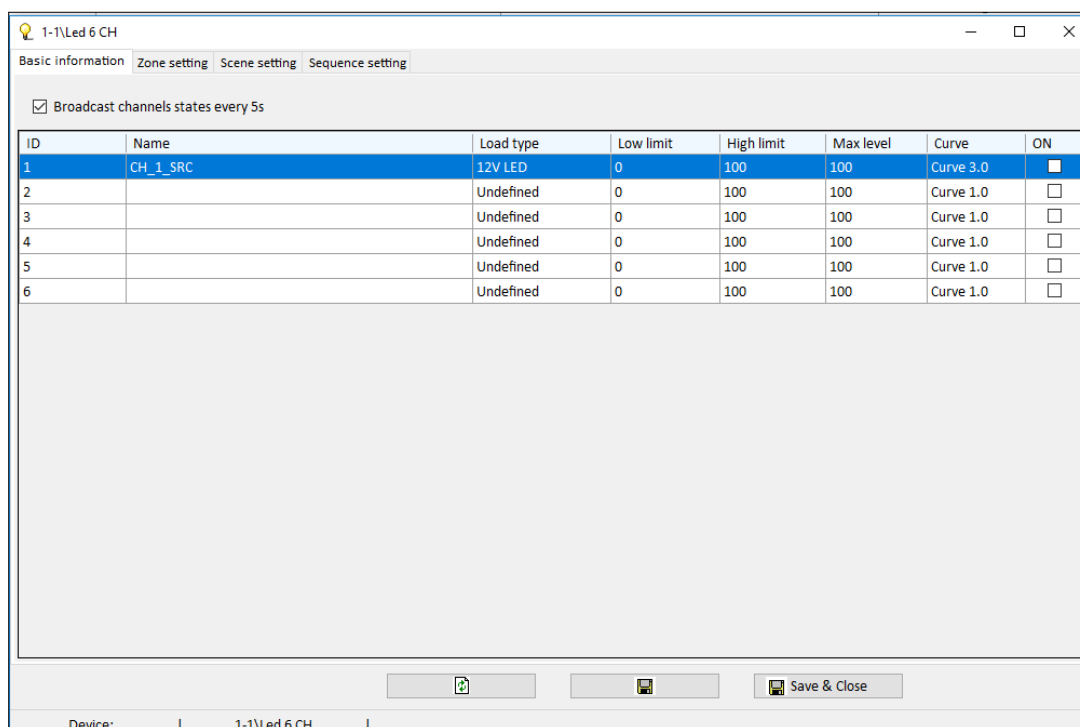 1-1\Led 6 CH
Basic information Zone setting Scene setting Sequence setting
Broadcast channels states every 5s
ID Name Load type Low limit High limit Max level Curve ON
1 CH_1_SRC 12V LED 0 100 100 Curve 3.0
2 Undefined 0 100 100 Curve 1.0
3 Undefined 0 100 100 Curve 1.0
4 Undefined 0 100 100 Curve 1.0
5 Undefined 0 100 100 Curve 1.0
6 Undefined 0 100 100 Curve 1.0
Save & Close
Device: 1-1\Led 6 CH